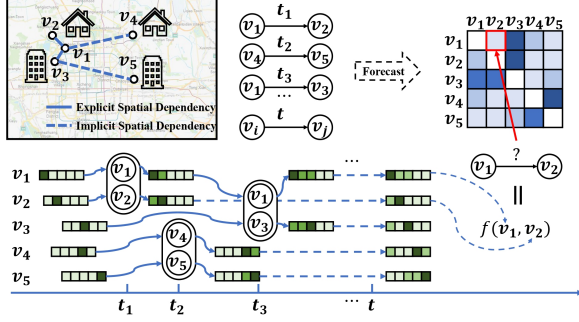 v2
v4
v1
v3
v5
Explicit Spatial Dependency
Implicit Spatial Dependency
v1 t1 v2
v4 t2 v5
v1 t3 v3
...
vi t vj
Forecast
v1 v2 v3 v4 v5
v1
v2
v3
v4
v5
v1 ? v2
=
f(v1, v2)
...
v1
v2
v3
v4
v5
v1
v2
v1
v3
v4
v5
t1 t2 t3 ... t